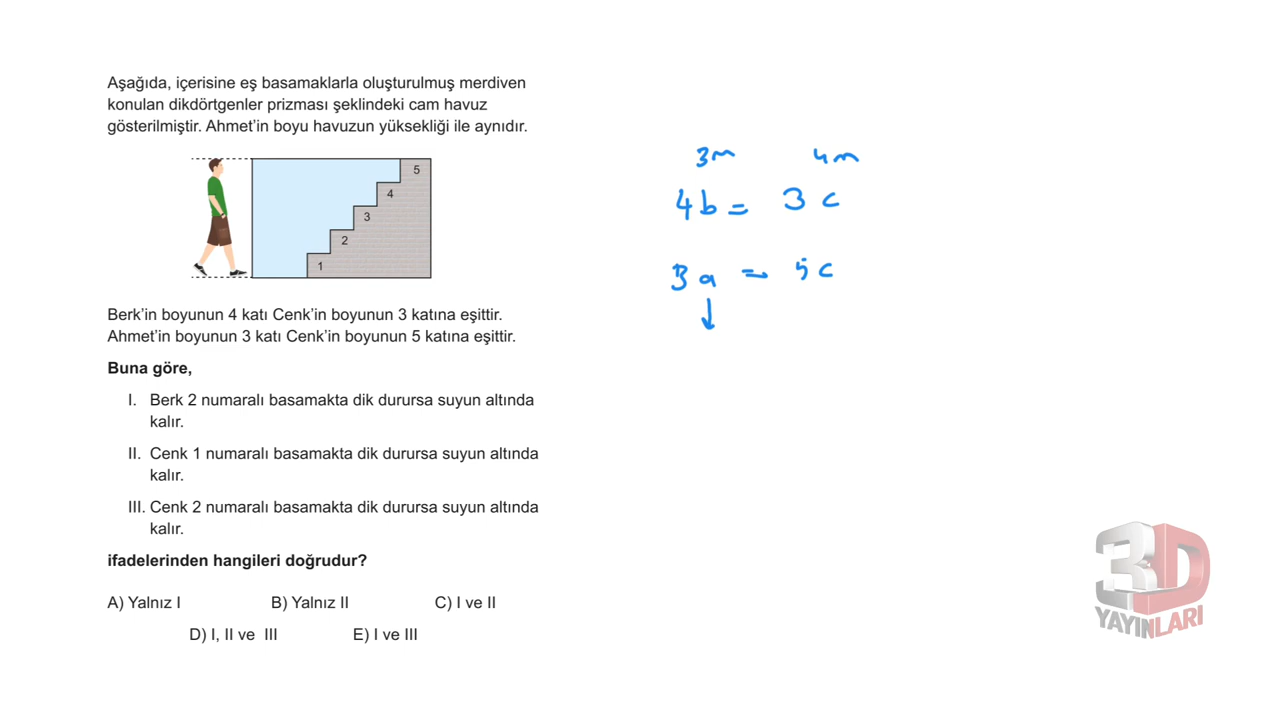 Aşağıda, içerisine eş basamaklarla oluşturulmuş merdiven
konulan dikdörtgenler prizması şeklindeki cam havuz
gösterilmiştir. Ahmet'in boyu havuzun yüksekliği ile aynıdır.
5
4
3
2
1
Berk'in boyunun 4 katı Cenk'in boyunun 3 katına eşittir.
Ahmet'in boyunun 3 katı Cenk'in boyunun 5 katına eşittir.
Buna göre,
I. Berk 2 numaralı basamakta dik durursa suyun altında
kalır.
II. Cenk 1 numaralı basamakta dik durursa suyun altında
kalır.
III. Cenk 2 numaralı basamakta dik durursa suyun altında
kalır.
ifadelerinden hangileri doğrudur?
A) Yalnız I B) Yalnız II C) I ve II
D) I, II ve III E) I ve III
3m 4m
4b = 3c
3a = 5c
3D
YAYINLARI